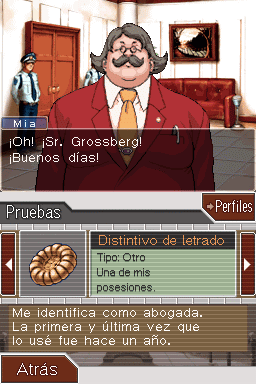 Mia
¡Oh! ¡Sr. Grossberg!
¡Buenos días!
Pruebas
Perfiles
Distintivo de letrado
Tipo: Otro
Una de mis
posesiones.
Me identifica como abogada.
La primera y última vez que
lo usé fue hace un año.
Atrás